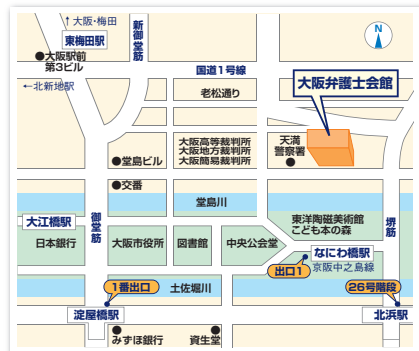 ↑大阪・梅田
東梅田駅
新御堂筋
N
大阪駅前
第3ビル
国道1号線
←北新地駅
老松通り
大阪弁護士会館
大阪高等裁判所
大阪地方裁判所
大阪簡易裁判所
天満
警察署
堂島ビル
交番
堂島川
大江橋駅
御堂筋
東洋陶磁美術館
こども本の森
堺筋
日本銀行
大阪市役所
図書館
中央公会堂
なにわ橋駅
京阪中之島線
出口1
1番出口
土佐堀川
26号階段
淀屋橋駅
北浜駅
みずほ銀行
資生堂